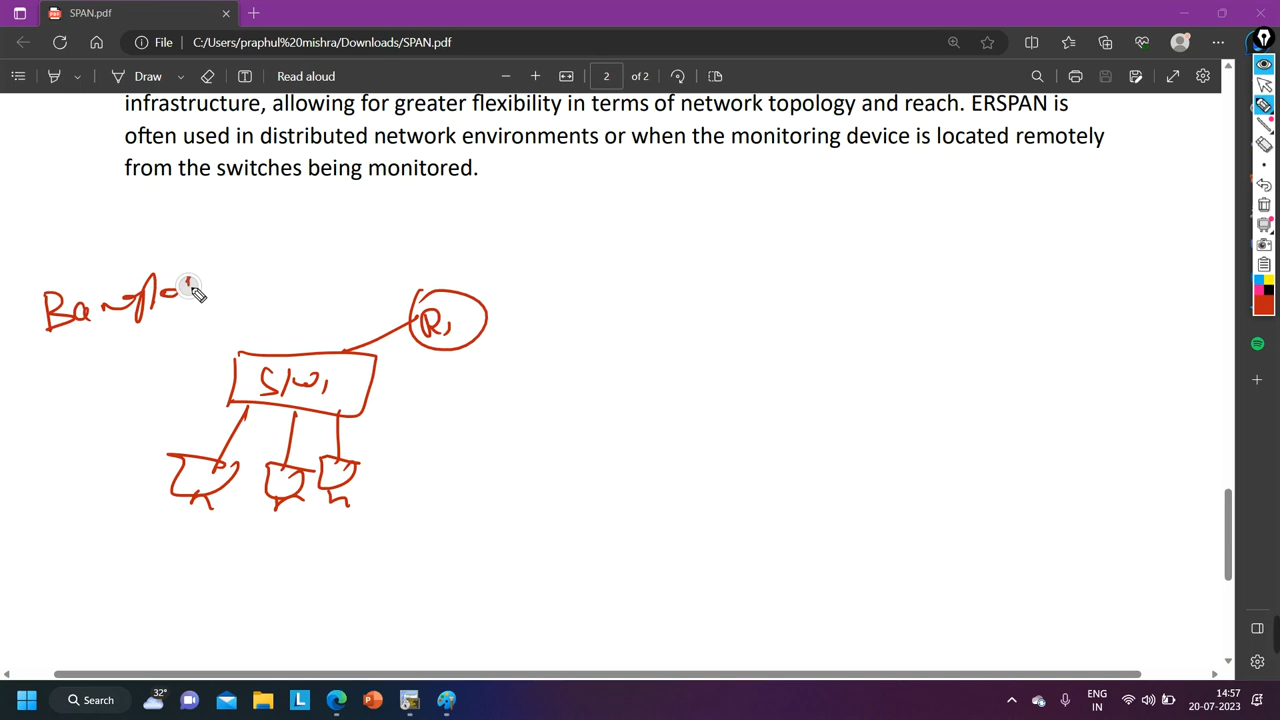 SPAN.pdf
File C:/Users/praphul%20mishra/Downloads/SPAN.pdf
Draw Read aloud 2 of 2
infrastructure, allowing for greater flexibility in terms of network topology and reach. ERSPAN is
often used in distributed network environments or when the monitoring device is located remotely
from the switches being monitored.
R1
S/W1
Search 32° ENG 14:57
IN 20-07-2023